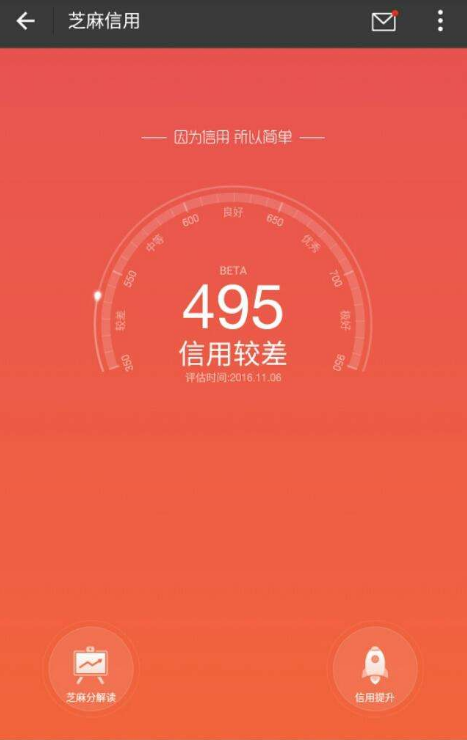 芝麻信用
因为信用 所以简单
良好
600
650
中等
优秀
550
700
BETA
495
较差
极好
信用较差
350
950
评估时间:2016.11.06
芝麻分解读
信用提升